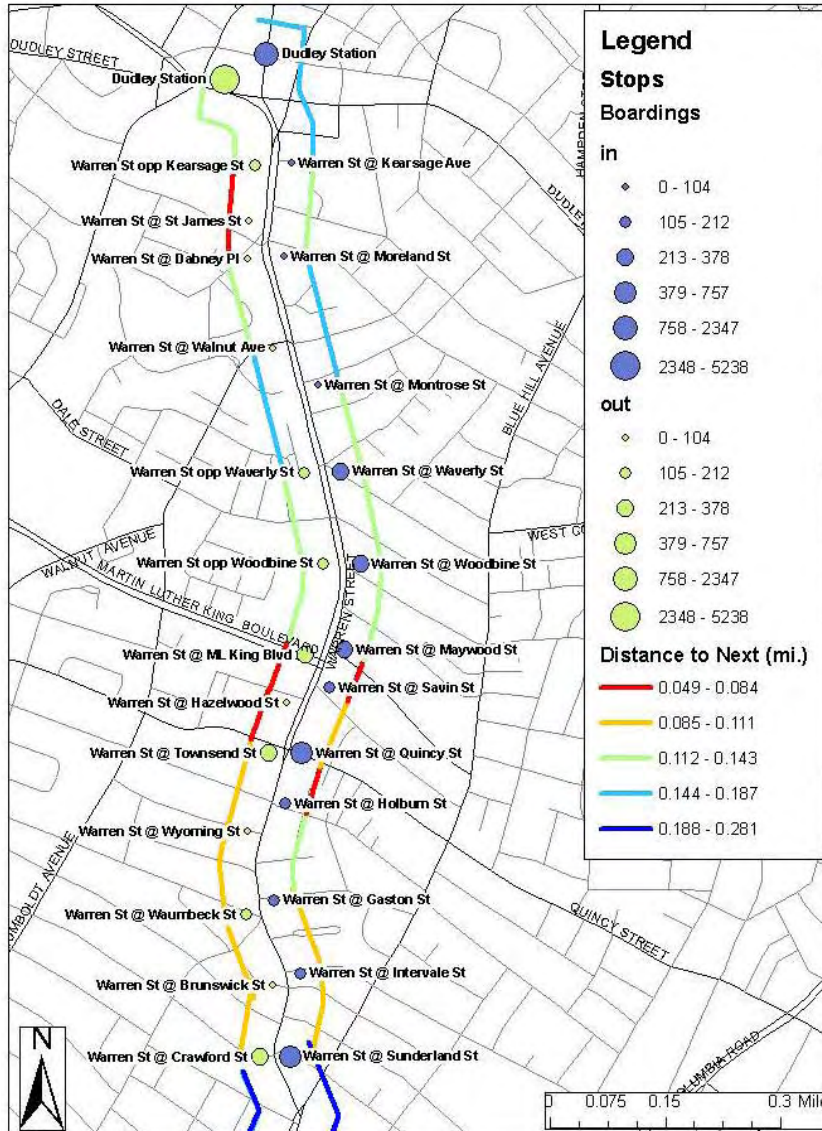 DUDLEY STREET
Dudley Station
Dudley Station
HAMPDEN STR
DUDLEY
Warren St opp Kearsage St
Warren St @ Kearsage Ave
Warren St @ St James St
Warren St @ Dabney Pl
Warren St @ Moreland St
Warren St @ Walnut Ave
Warren St @ Montrose St
BLUE HILL AVENUE
DALE STREET
Warren St opp Waverly St
Warren St @ Waverly St
WEST CO
WALNUT AVENUE
Warren St opp Woodbine St
Warren St @ Woodbine St
MARTIN LUTHER KING BOULEVARD
WARREN STREET
Warren St @ ML King Blvd
Warren St @ Maywood St
Warren St @ Savin St
Warren St @ Hazelwood St
Warren St @ Townsend St
Warren St @ Quincy St
Warren St @ Holburn St
Warren St @ Wyoming St
UMBOLDT AVENUE
Warren St @ Gaston St
Warren St @ Waumbeck St
QUINCY STREET
Warren St @ Intervale St
Warren St @ Brunswick St
Warren St @ Crawford St
Warren St @ Sunderland St
OLUMBIA ROAD
N
0 0.075 0.15 0.3 Mile
Legend
Stops
Boardings
in
0 - 104
105 - 212
213 - 378
379 - 757
758 - 2347
2348 - 5238
out
0 - 104
105 - 212
213 - 378
379 - 757
758 - 2347
2348 - 5238
Distance to Next (mi.)
0.049 - 0.084
0.085 - 0.111
0.112 - 0.143
0.144 - 0.187
0.188 - 0.281